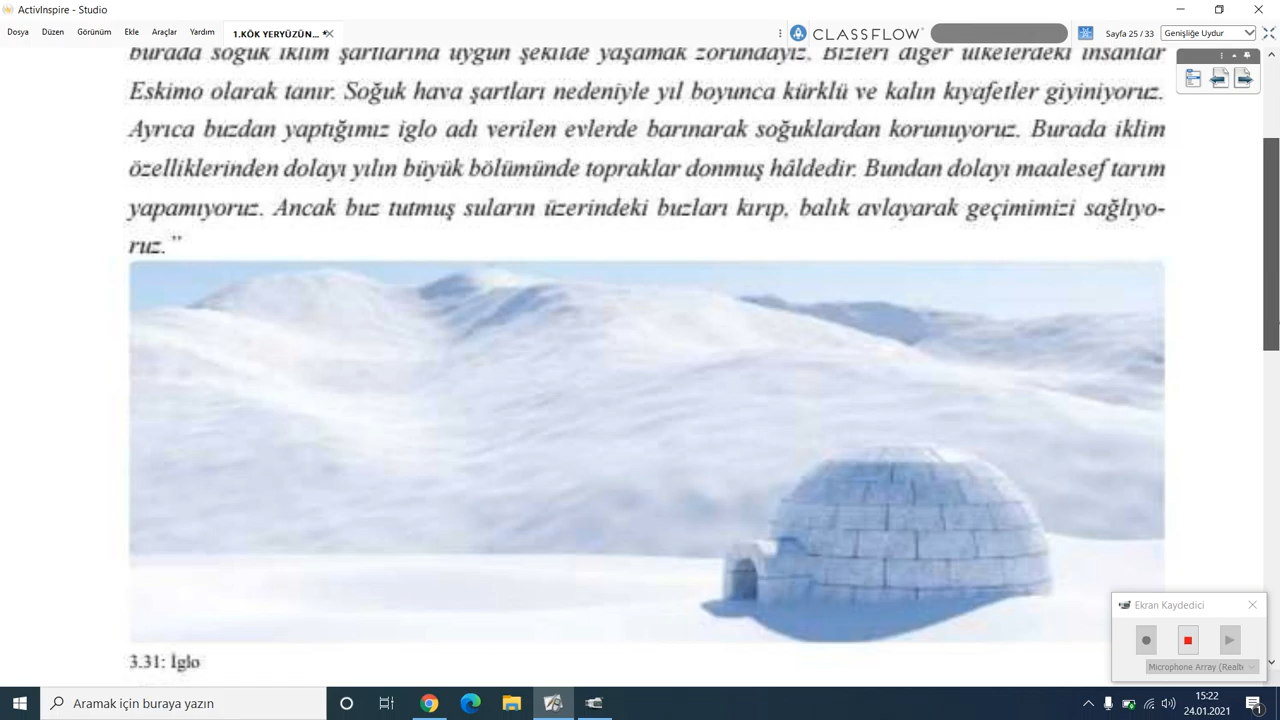 ActivInspire - Studio
Dosya Düzen Görünüm Ekle Araçlar Yardım 1.KÖK YERYÜZÜN... CLASSFLOW Sayfa 25 / 33 Genişliğe Uydur
burada soğuk iklim şartlarına uygun şekilde yaşamak zorundayız. Bizleri diğer ülkelerdeki insanlar
Eskimo olarak tanır. Soğuk hava şartları nedeniyle yıl boyunca kürklü ve kalın kıyafetler giyiniyoruz.
Ayrıca buzdan yaptığımız iglo adı verilen evlerde barınarak soğuklardan korunuyoruz. Burada iklim
özelliklerinden dolayı yılın büyük bölümünde topraklar donmuş hâldedir. Bundan dolayı maalesef tarım
yapamıyoruz. Ancak buz tutmuş suların üzerindeki buzları kırıp, balık avlayarak geçimimizi sağlıyo-
ruz.”
3.31: İglo
Ekran Kaydedici
Microphone Array (Realte
Aramak için buraya yazın
15:22
24.01.2021
1